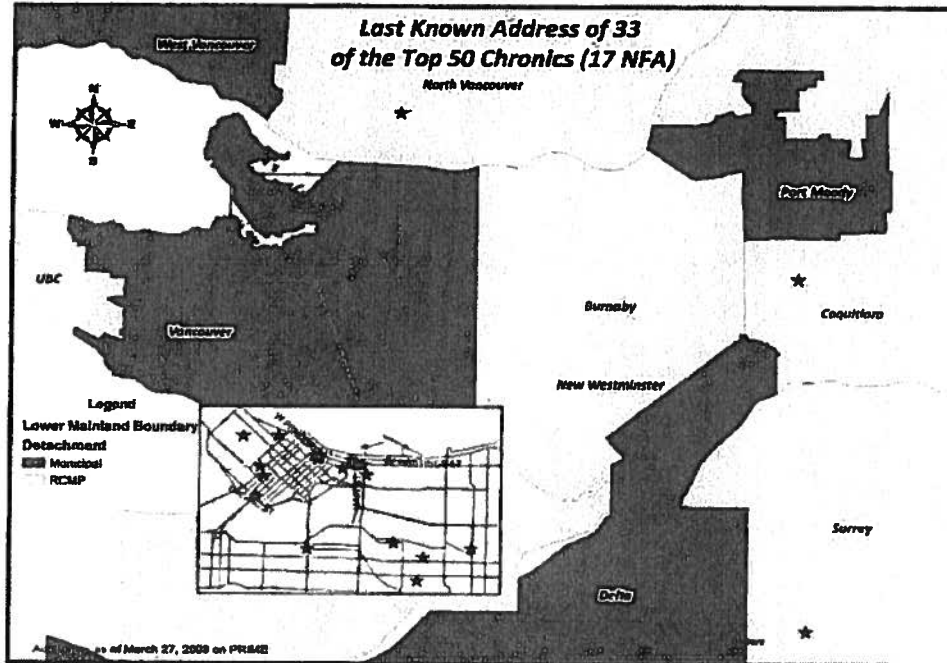 Last Known Address of 33
of the Top 50 Chronics (17 NFA)
West Vancouver
North Vancouver
N
W
E
S
Port Moody
UBC
Burnaby
Coquitlam
Vancouver
New Westminster
Legend
Lower Mainland Boundary
Detachment
Municipal
RCMP
Surrey
Delta
as of March 27, 2008 on PRIME